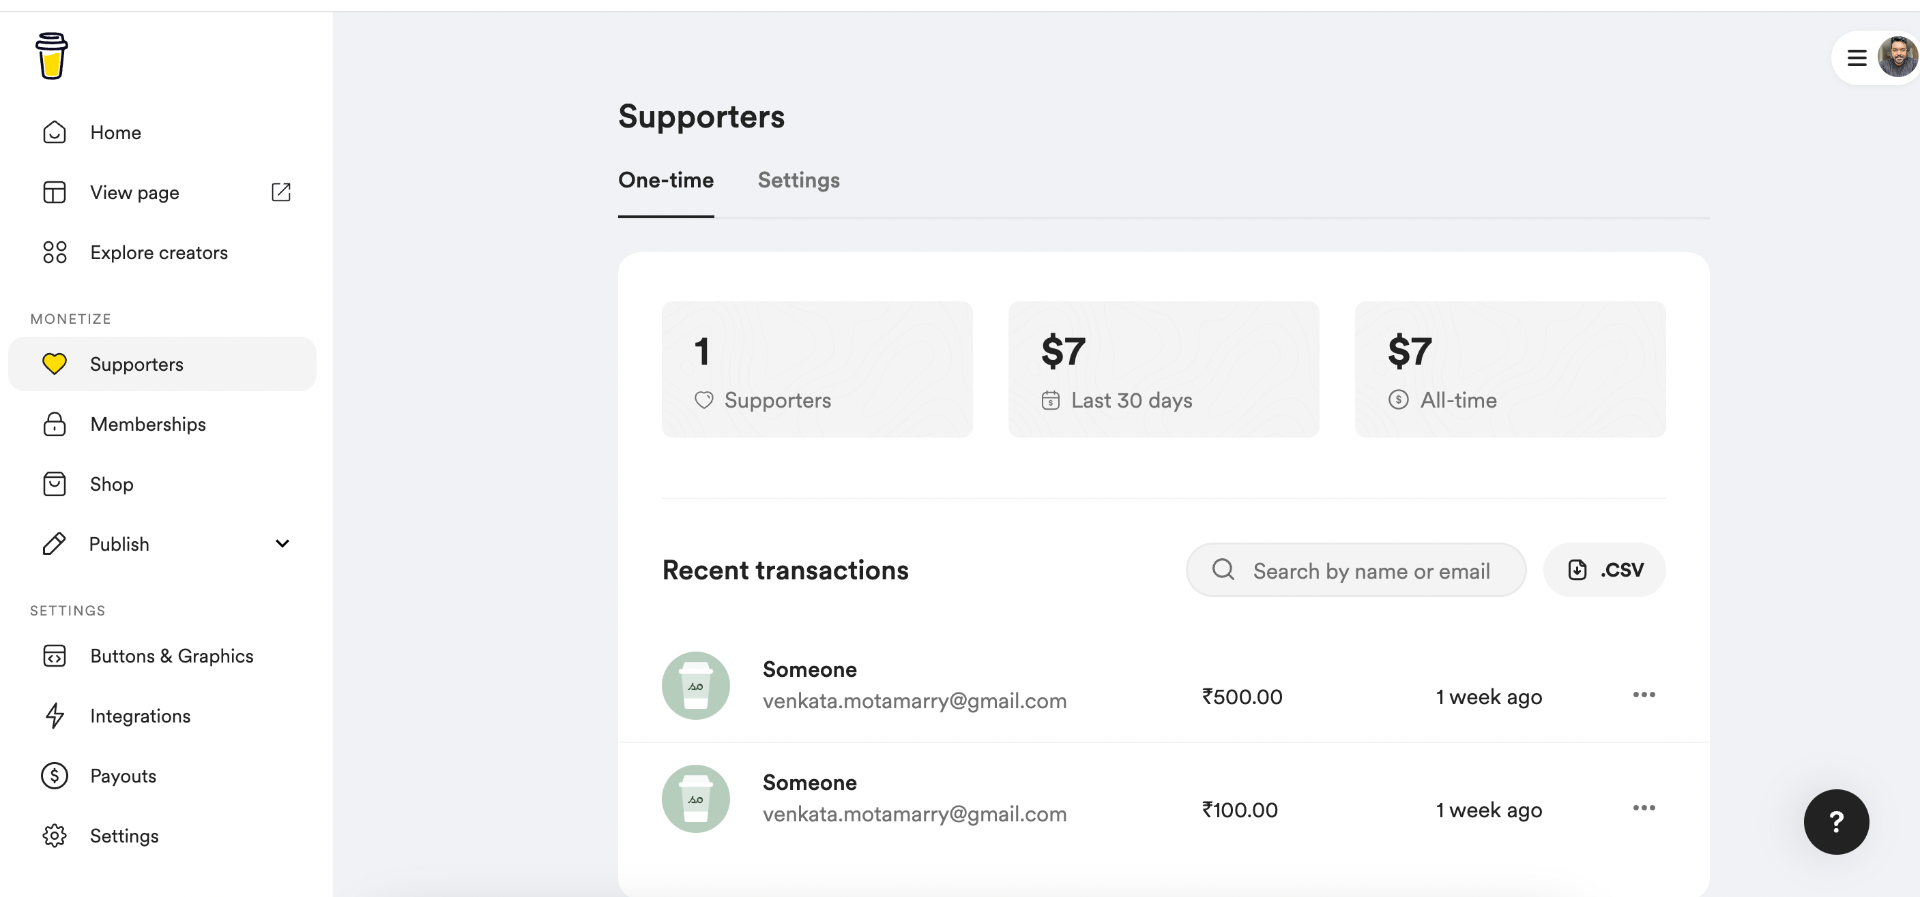 Home
View page
Explore creators
MONETIZE
Supporters
Memberships
Shop
Publish
SETTINGS
Buttons & Graphics
Integrations
Payouts
Settings
Supporters
One-time Settings
1
Supporters
$7
Last 30 days
$7
All-time
Recent transactions
Search by name or email
.CSV
so
Someone
venkata.motamarry@gmail.com
₹500.00
1 week ago
so
Someone
venkata.motamarry@gmail.com
₹100.00
1 week ago
?